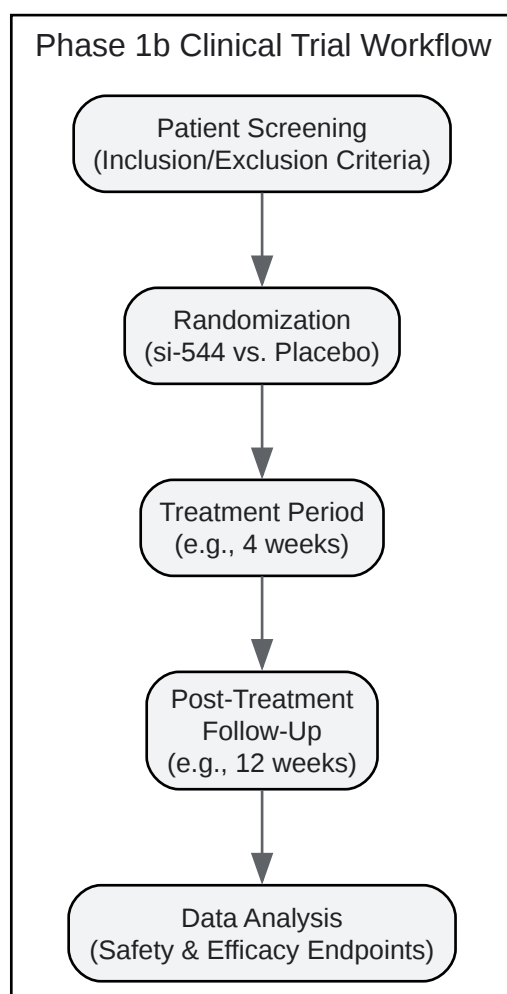 Phase 1b Clinical Trial Workflow
Patient Screening
(Inclusion/Exclusion Criteria)
Randomization
(si-544 vs. Placebo)
Treatment Period
(e.g., 4 weeks)
Post-Treatment
Follow-Up
(e.g., 12 weeks)
Data Analysis
(Safety & Efficacy Endpoints)